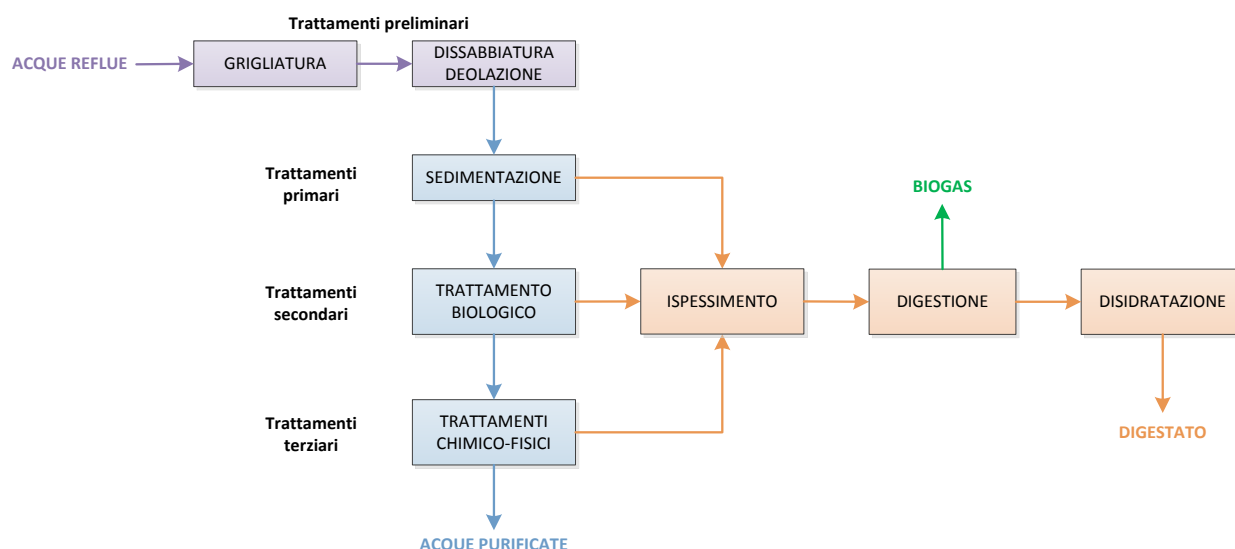 Trattamenti preliminari
ACQUE REFLUE
GRIGLIATURA
DISSABBIATURA
DEOLAZIONE
Trattamenti
primari
SEDIMENTAZIONE
BIOGAS
Trattamenti
secondari
TRATTAMENTO
BIOLOGICO
ISPESSIMENTO
DIGESTIONE
DISIDRATAZIONE
Trattamenti
terziari
TRATTAMENTI
CHIMICO-FISICI
DIGESTATO
ACQUE PURIFICATE